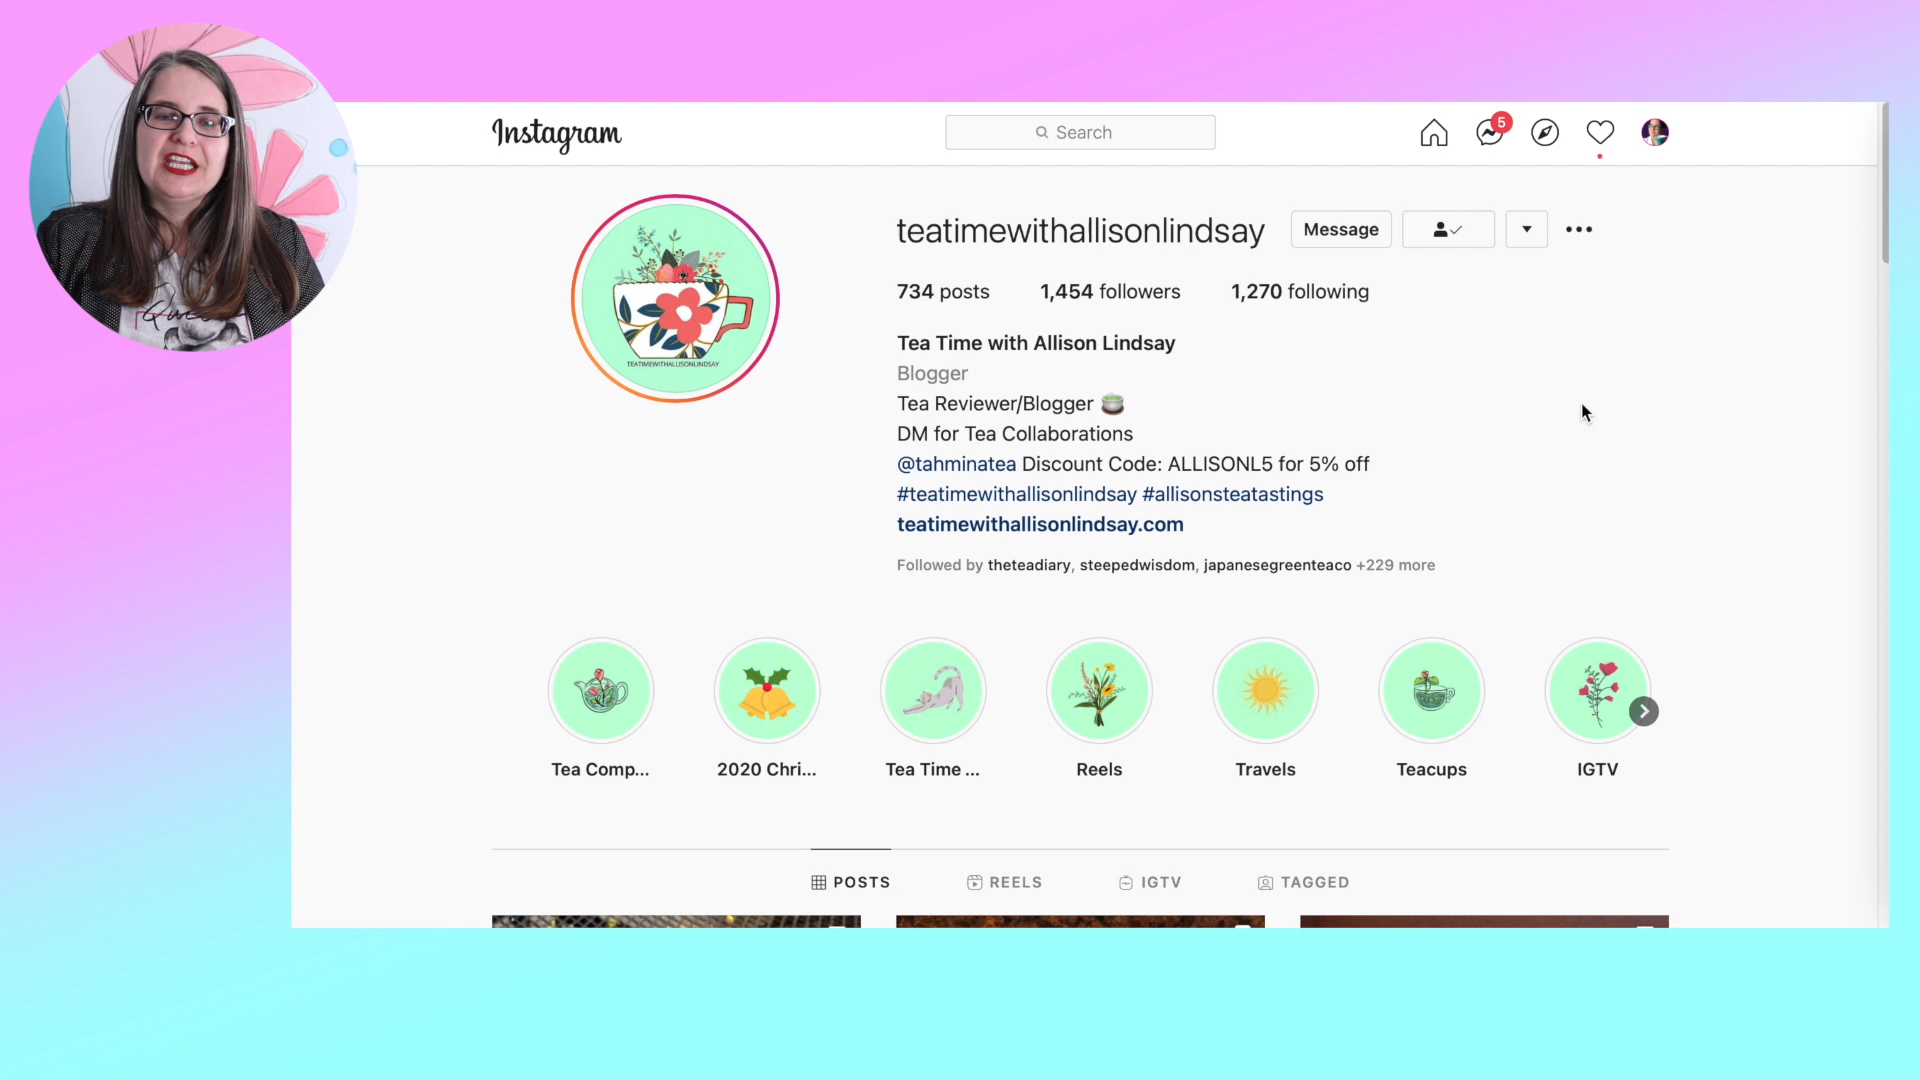 Instagram
Search
5
teatimewithallisonlindsay
Message
734 posts 1,454 followers 1,270 following
Tea Time with Allison Lindsay
Blogger
Tea Reviewer/Blogger
DM for Tea Collaborations
@tahminatea Discount Code: ALLISONL5 for 5% off
#teatimewithallisonlindsay #allisonsteatastings
teatimewithallisonlindsay.com
Followed by theteadiary, steepedwisdom, japanesegreenteaco +229 more
TEATIMEWITHALLISONLINDSAY
Tea Comp... 2020 Chri... Tea Time ... Reels Travels Teacups IGTV
POSTS REELS IGTV TAGGED